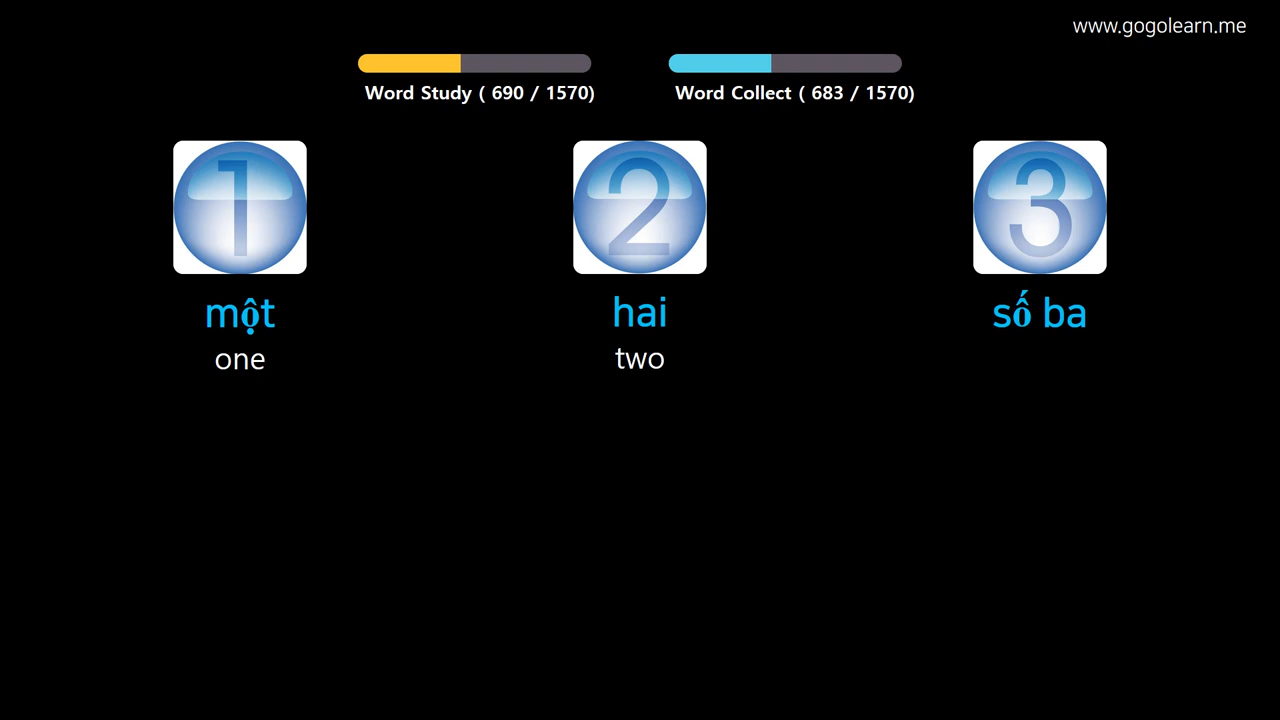 www.gogolearn.me
Word Study ( 690 / 1570)
Word Collect ( 683 / 1570)
1
2
3
một
hai
số ba
one
two